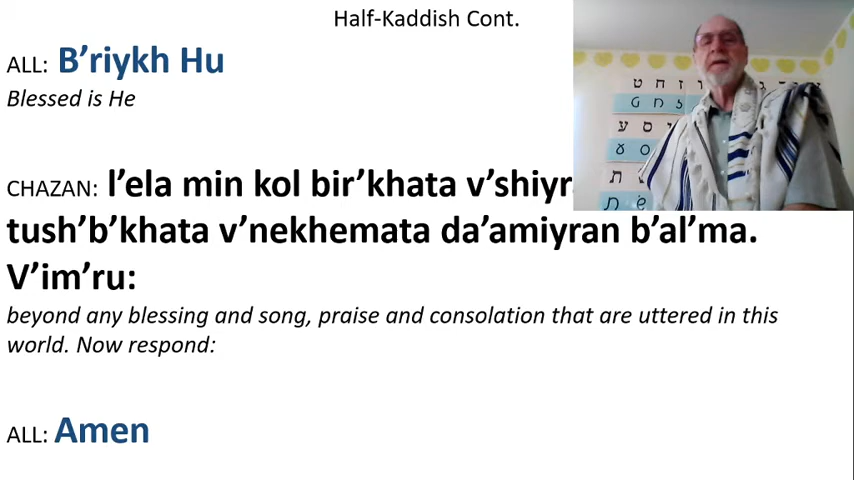 Half-Kaddish Cont.
ALL: B’riykh Hu
Blessed is He
CHAZAN: l’ela min kol bir’khata
tush’b’khata v’nekhemata da’amiyran b’al’ma.
V’im’ru:
beyond any blessing and song, praise and consolation that are uttered in this
world. Now respond:
ALL: Amen
ט ח ז
ע ס
ת